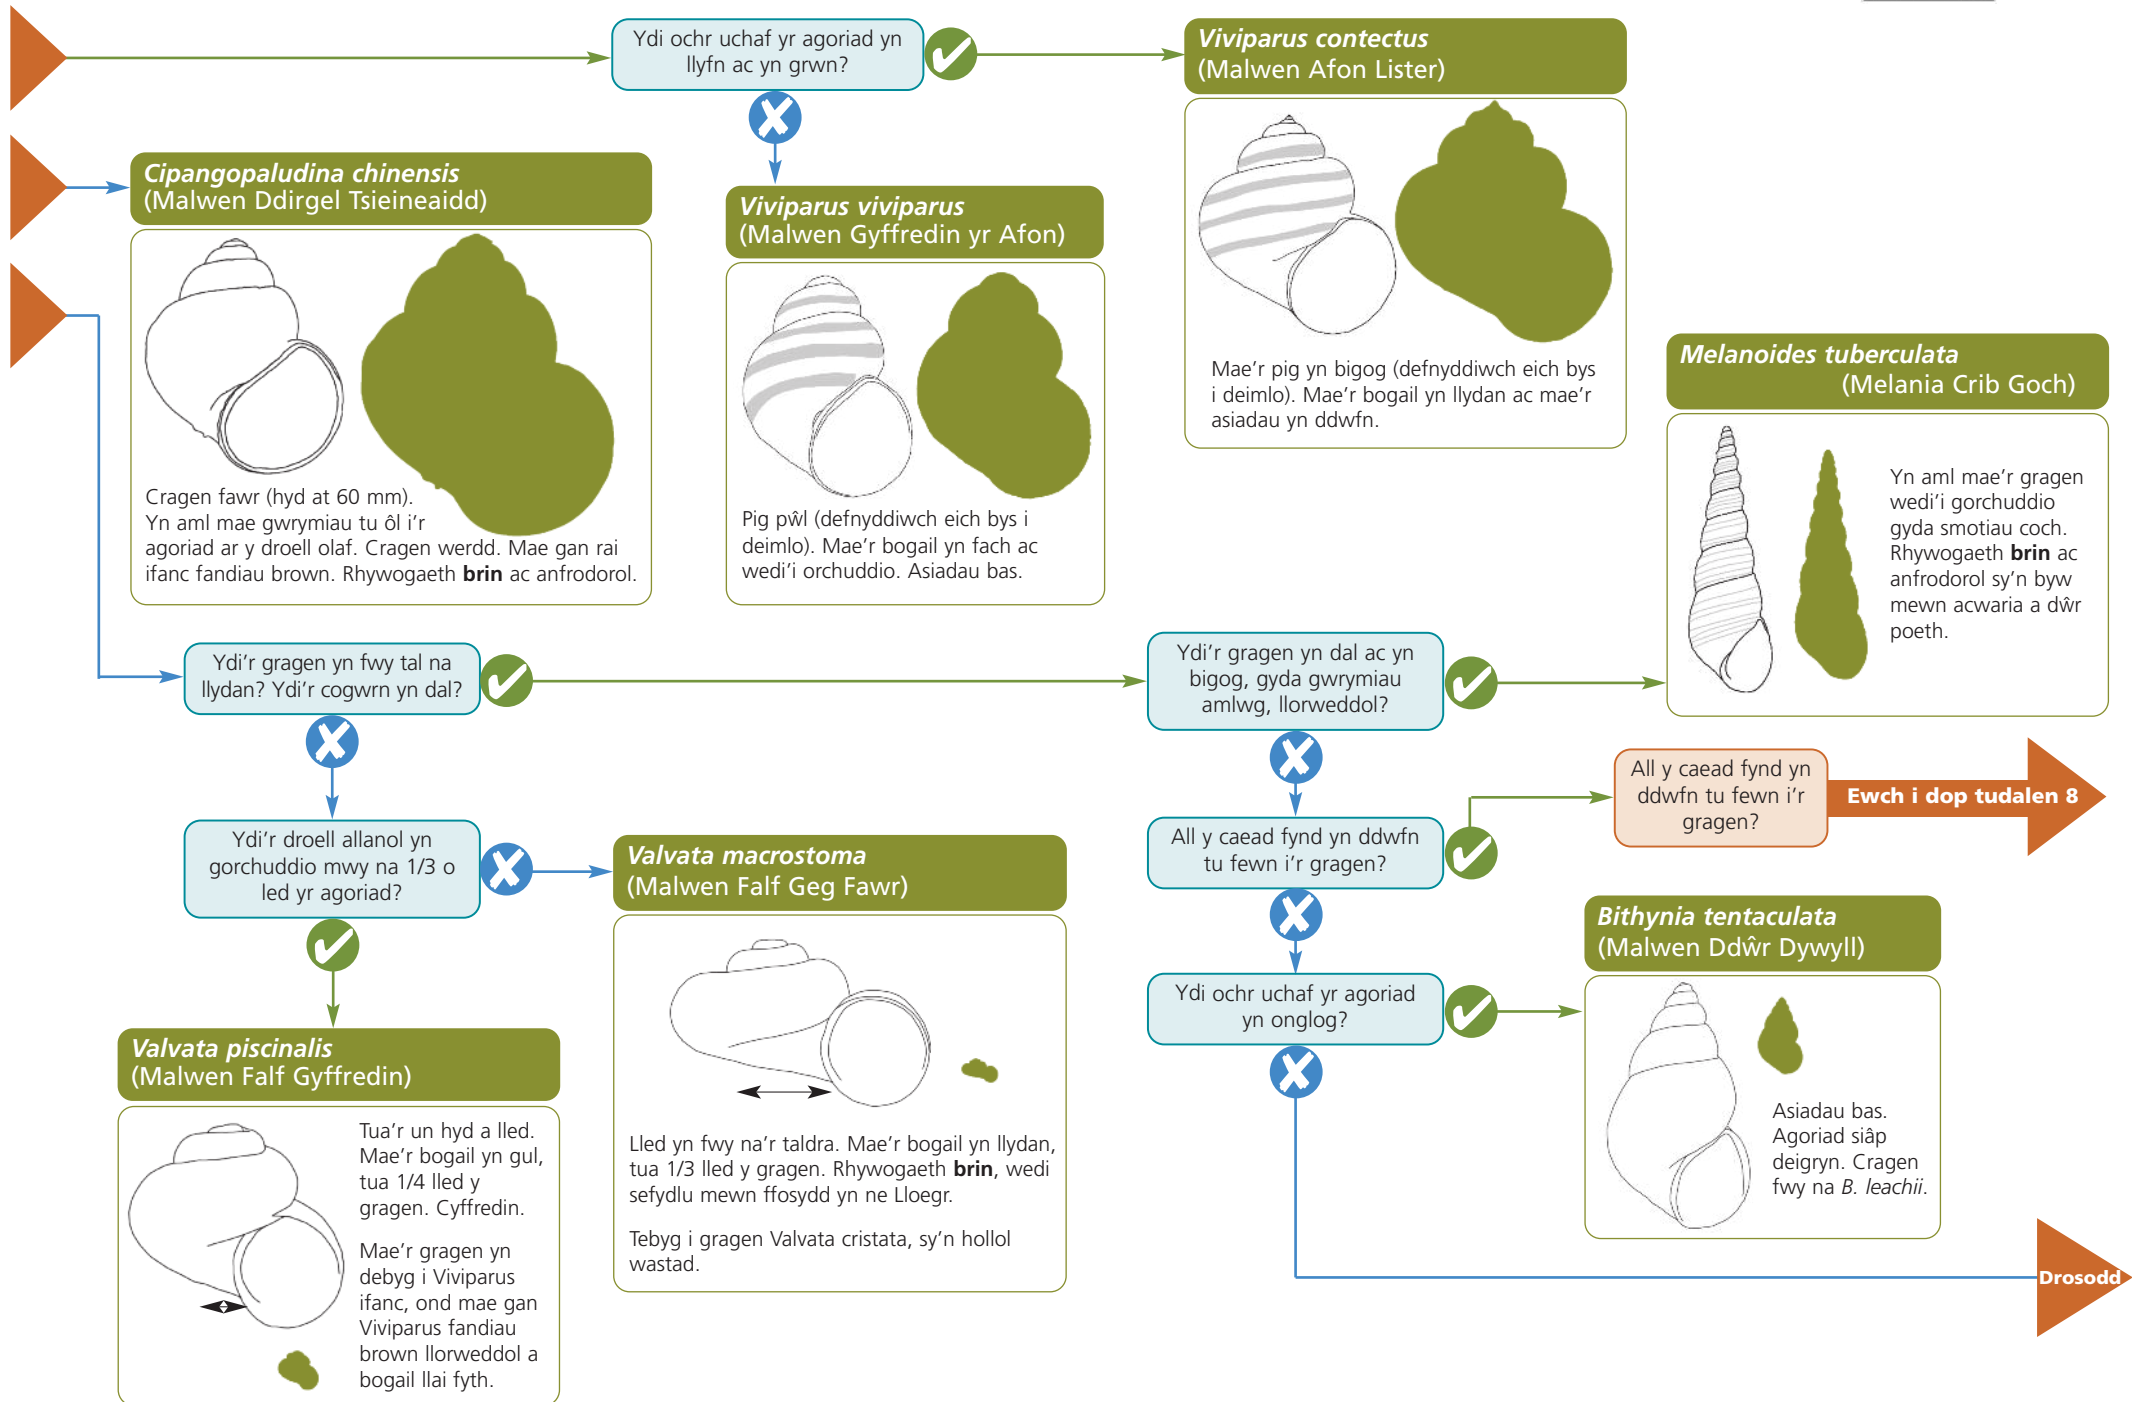 Ydi ochr uchaf yr agoriad yn
llyfn ac yn grwn?
Viviparus contectus
(Malwen Afon Lister)
Mae'r pig yn bigog (defnyddiwch eich bys
i deimlo). Mae'r bogail yn llydan ac mae'r
asiadau yn ddwfn.
Cipangopaludina chinensis
(Malwen Ddirgel Tsieineaidd)
Cragen fawr (hyd at 60 mm).
Yn aml mae gwrymiau tu ôl i'r
agoriad ar y droell olaf. Cragen werdd. Mae gan rai
ifanc fandiau brown. Rhywogaeth brin ac anfrodorol.
Viviparus viviparus
(Malwen Gyffredin yr Afon)
Pig pŵl (defnyddiwch eich bys i
deimlo). Mae'r bogail yn fach ac
wedi'i orchuddio. Asiadau bas.
Melanoides tuberculata
(Melania Crib Goch)
Yn aml mae'r gragen
wedi'i gorchuddio
gyda smotiau coch.
Rhywogaeth brin ac
anfrodorol sy'n byw
mewn acwaria a dŵr
poeth.
Ydi'r gragen yn fwy tal na
llydan? Ydi'r cogwrn yn dal?
Ydi'r gragen yn dal ac yn
bigog, gyda gwrymiau
amlwg, llorweddol?
All y caead fynd yn
ddwfn tu fewn i'r
gragen?
Ewch i dop tudalen 8
Ydi'r droell allanol yn
gorchuddio mwy na 1/3 o
led yr agoriad?
Valvata macrostoma
(Malwen Falf Geg Fawr)
Lled yn fwy na'r taldra. Mae'r bogail yn llydan,
tua 1/3 lled y gragen. Rhywogaeth brin, wedi
sefydlu mewn ffosydd yn ne Lloegr.
Tebyg i gragen Valvata cristata, sy'n hollol
wastad.
All y caead fynd yn ddwfn
tu fewn i'r gragen?
Bithynia tentaculata
(Malwen Ddŵr Dywyll)
Asiadau bas.
Agoriad siâp
deigryn. Cragen
fwy na B. leachii.
Ydi ochr uchaf yr agoriad
yn onglog?
Valvata piscinalis
(Malwen Falf Gyffredin)
Tua'r un hyd a lled.
Mae'r bogail yn gul,
tua 1/4 lled y
gragen. Cyffredin.
Mae'r gragen yn
debyg i Viviparus
ifanc, ond mae gan
Viviparus fandiau
brown llorweddol a
bogail llai fyth.
Drosodd